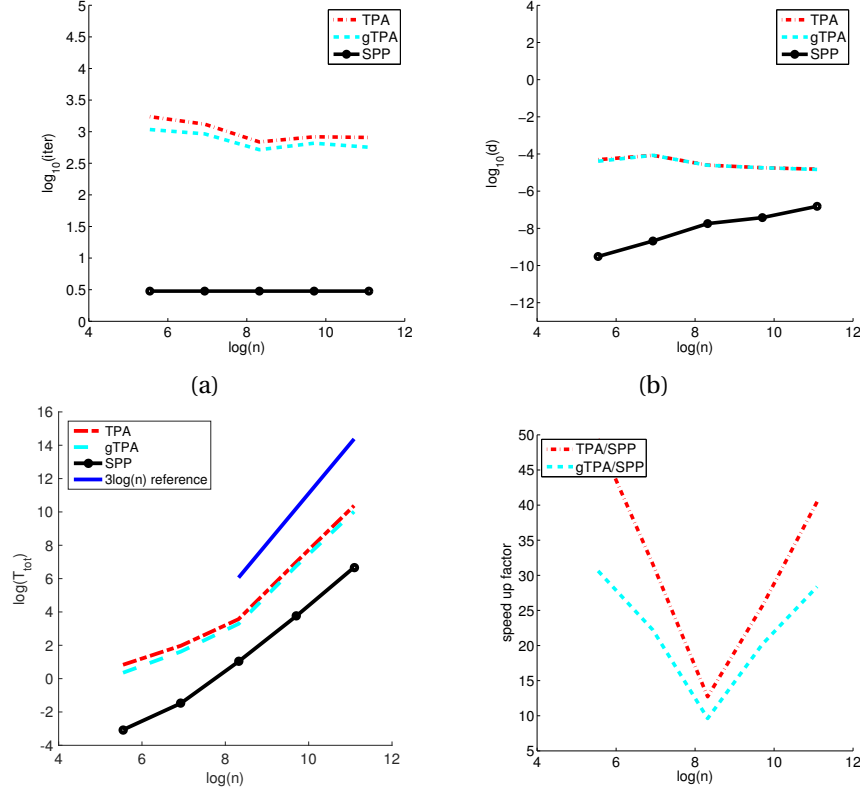 5
4.5
4
3.5
3
2.5
2
1.5
1
0.5
0
4 6 8 10 12
log(n)
log10(iter)
TPA
gTPA
SPP
(a)
4
2
0
−2
−4
−6
−8
−10
−12
4 6 8 10 12
log(n)
log10(d)
TPA
gTPA
SPP
(b)
16
14
12
10
8
6
4
2
0
-2
-4
4 6 8 10 12
log(n)
log(Ttot)
TPA
gTPA
SPP
3log(n) reference
50
45
40
35
30
25
20
15
10
5
4 6 8 10 12
log(n)
speed up factor
TPA/SPP
gTPA/SPP